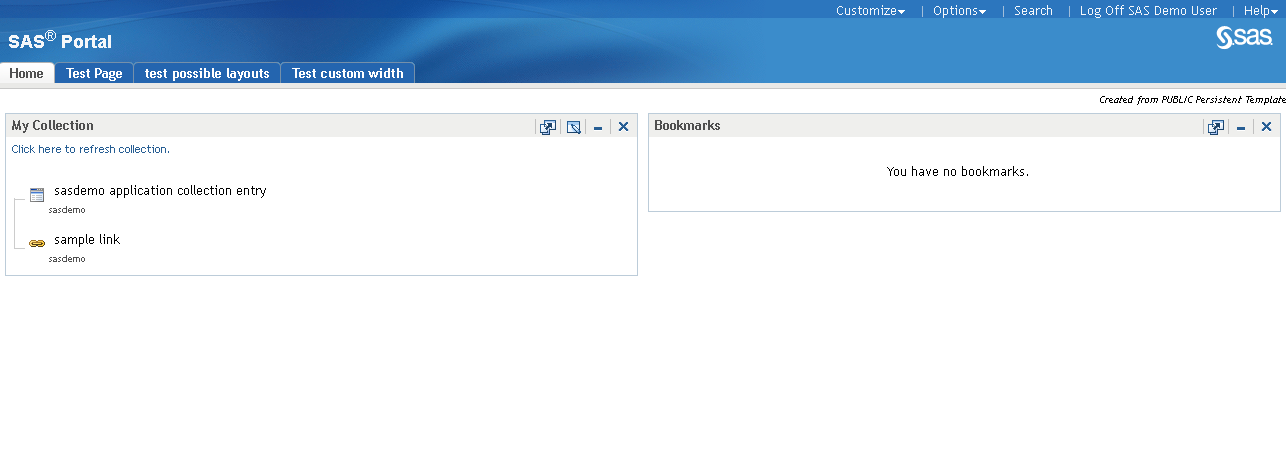 Customize | Options | Search | Log Off SAS Demo User | Help
SAS® Portal
sas
Home Test Page test possible layouts Test custom width
Created from PUBLIC Persistent Template
My Collection
Click here to refresh collection.
sasdemo application collection entry
sasdemo
sample link
sasdemo
Bookmarks
You have no bookmarks.